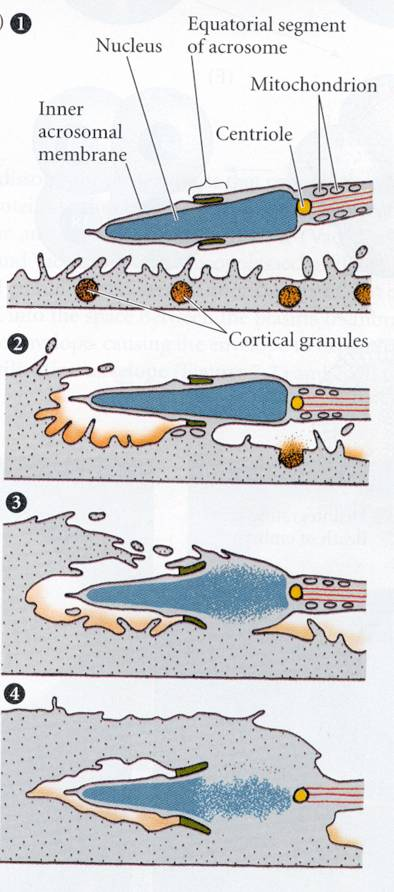 ) 1
Equatorial segment
of acrosome
Nucleus
Mitochondrion
Inner
acrosomal
membrane
Centriole
Cortical granules
2
3
4